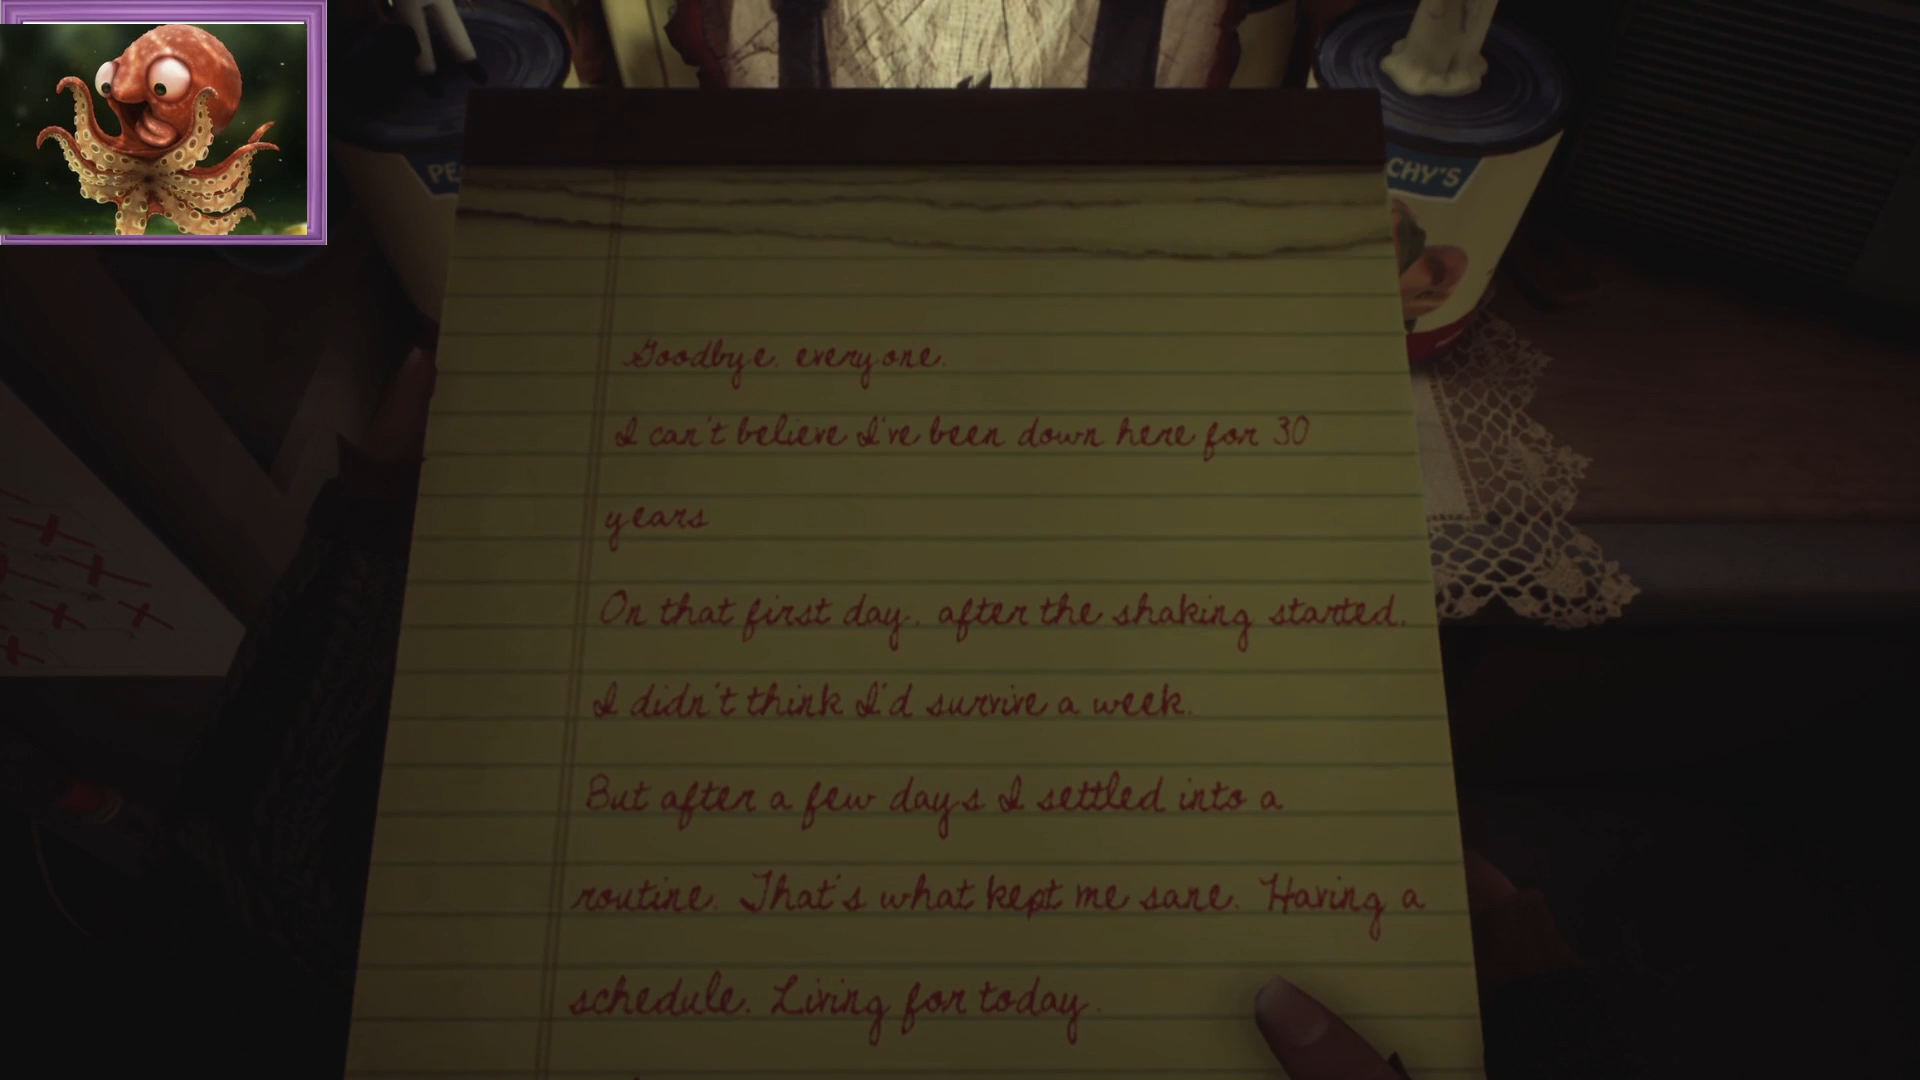 PE
CHY'S
Goodbye, everyone.
I can't believe I've been down here for 30
years
On that first day, after the shaking started,
I didn't think I'd survive a week.
But after a few days I settled into a
routine. That's what kept me sane. Having a
schedule. Living for today.